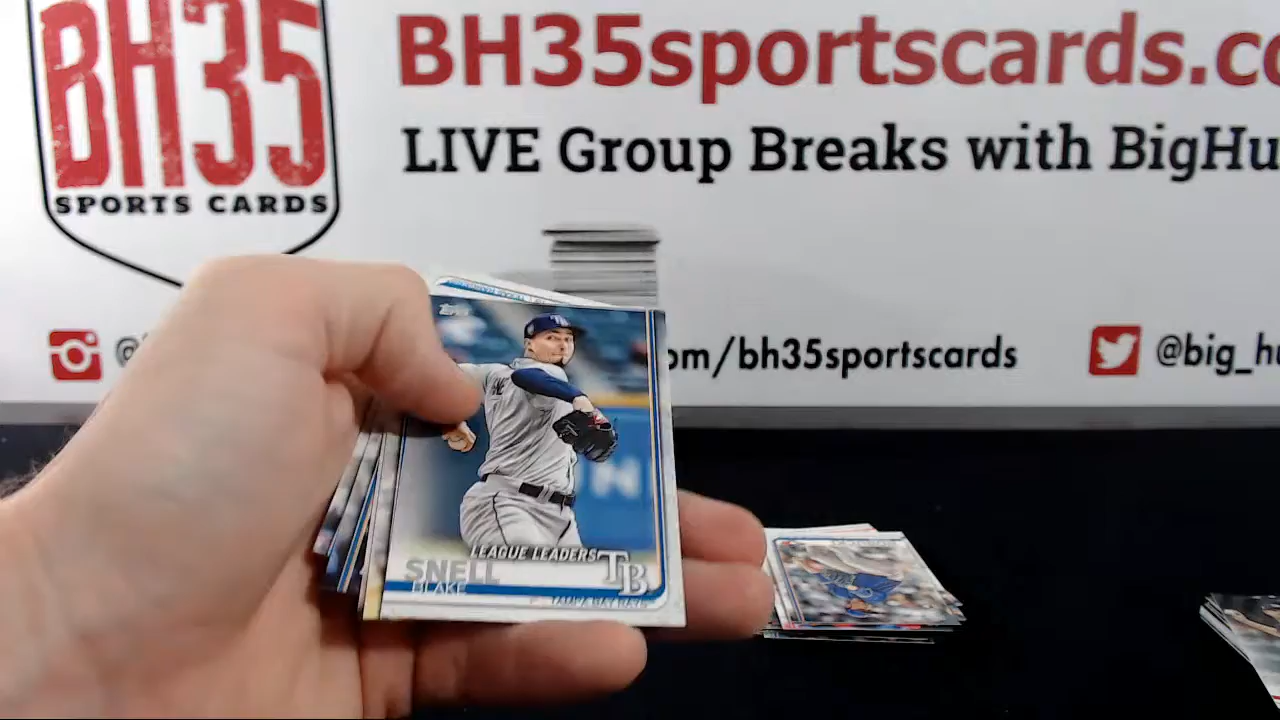 BH35
SPORTS CARDS
BH35sportscards.co
LIVE Group Breaks with BigHu
om/bh35sportscards
@big_hu
Topps
LEAGUE LEADERS
SNELL
BLAKE
TB
TAMPA BAY RAYS